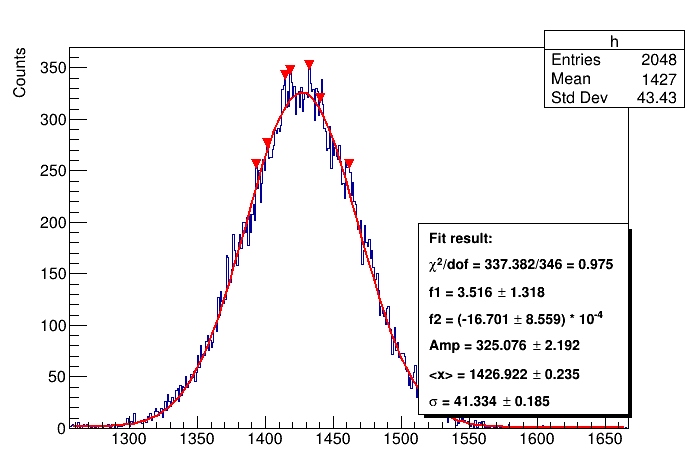 h
Entries 2048
Mean 1427
Std Dev 43.43
Counts
350
300
250
200
150
100
50
0
Fit result:
χ²/dof = 337.382/346 = 0.975
f1 = 3.516 ± 1.318
f2 = (-16.701 ± 8.559) * 10⁻⁴
Amp = 325.076 ± 2.192
<x> = 1426.922 ± 0.235
σ = 41.334 ± 0.185
1300 1350 1400 1450 1500 1550 1600 1650